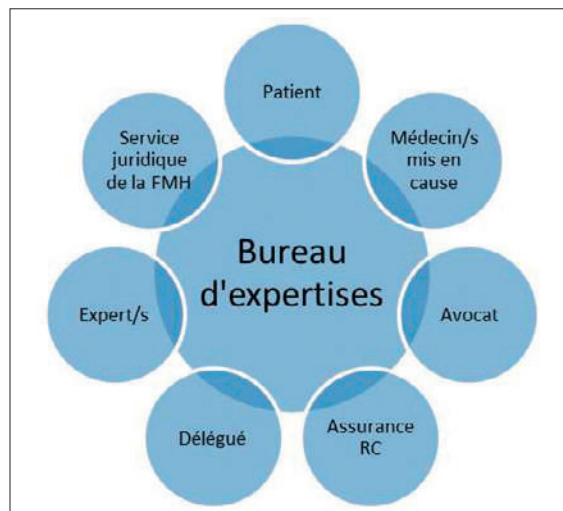 Patient
Médecin/s
mis en
cause
Avocat
Assurance
RC
Délégué
Expert/s
Service
juridique
de la FMH
Bureau
d'expertises